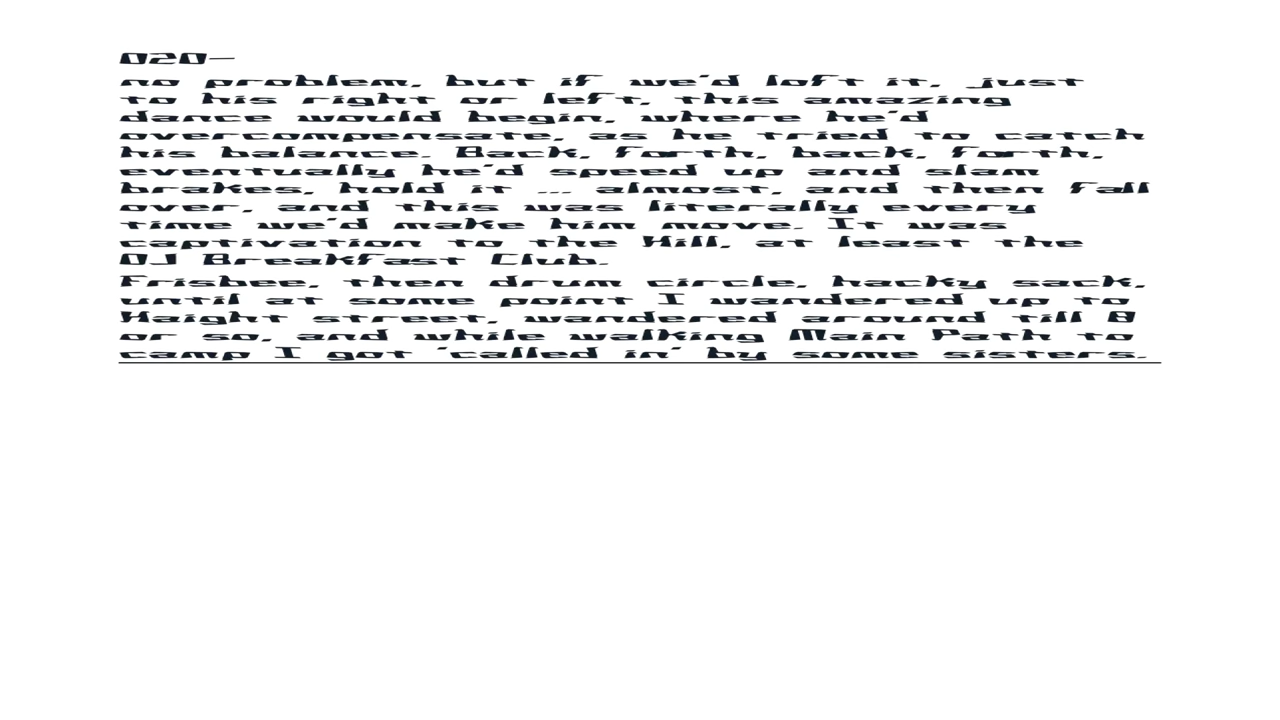 020—
no problem, but if we'd loft it, just
to his right or left, this amazing
dance would begin, where he'd
overcompensate, as he tried to catch
his balance. Back, forth, back, forth,
eventually he'd speed up and slam
brakes, hold it ... almost, and then fall
over, and this was literally every
time we'd make him move. It was
captivation to the Hill, at least the
OJ Breakfast Club.
Frisbee, then drum circle, hacky sack,
until at some point I wandered up to
Haight street, wandered around till 8
or so, and while walking Main Path to
camp I got 'called in' by some sisters.